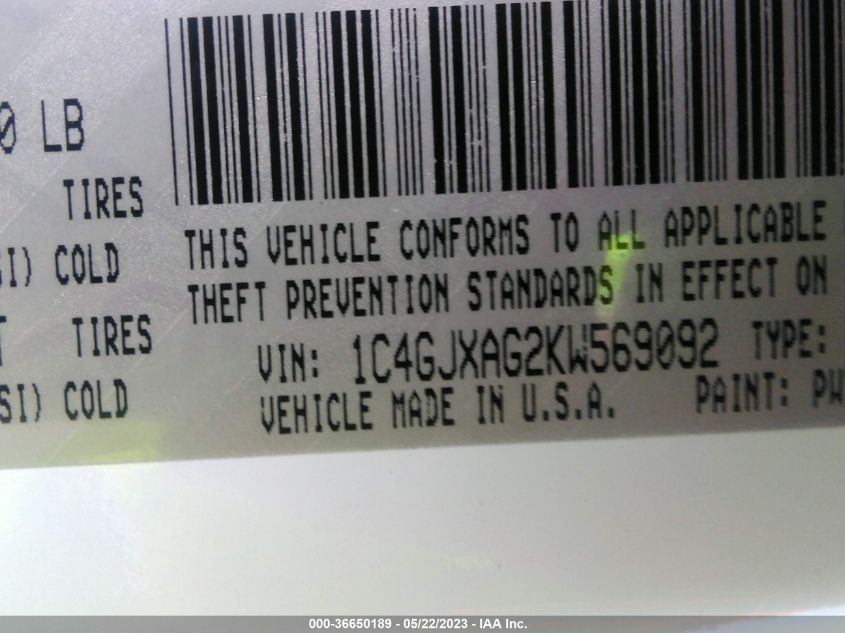 0 LB
TIRES
SI) COLD
TIRES
SI) COLD
THIS VEHICLE CONFORMS TO ALL APPLICABLE
THEFT PREVENTION STANDARDS IN EFFECT ON
VIN: 1C4GJXAG2KW569092 TYPE:
VEHICLE MADE IN U.S.A. PAINT: PW
000-36650189 - 05/22/2023 - IAA Inc.